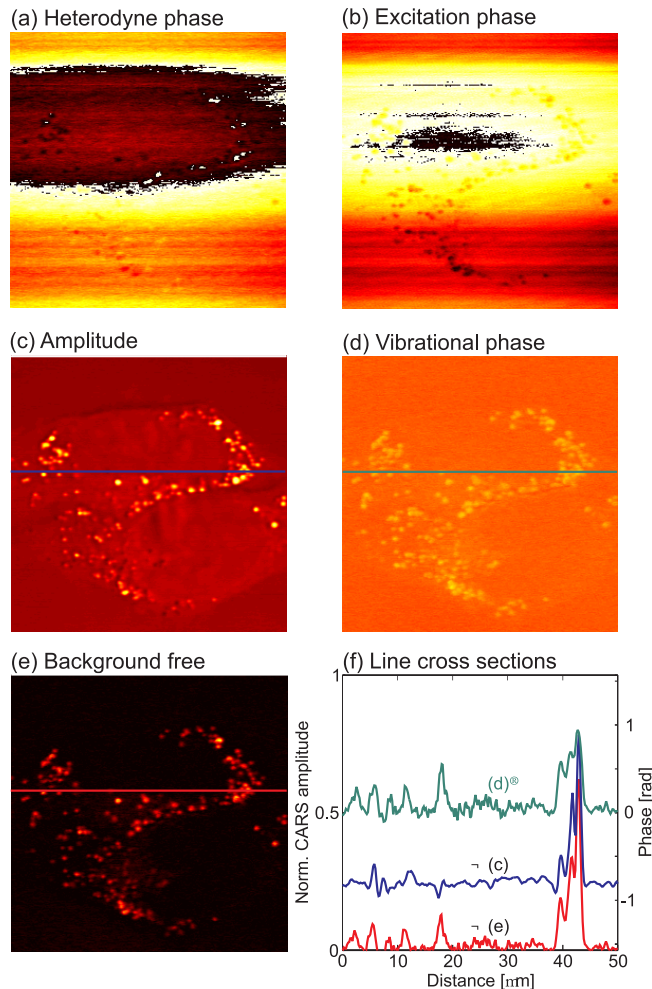 (a) Heterodyne phase
(b) Excitation phase
(c) Amplitude
(d) Vibrational phase
(e) Background free
(f) Line cross sections
1
0.5
0
Norm. CARS amplitude
(d)®
¬ (c)
¬ (e)
1
0
-1
Phase [rad]
0 10 20 30 40 50
Distance [mm]